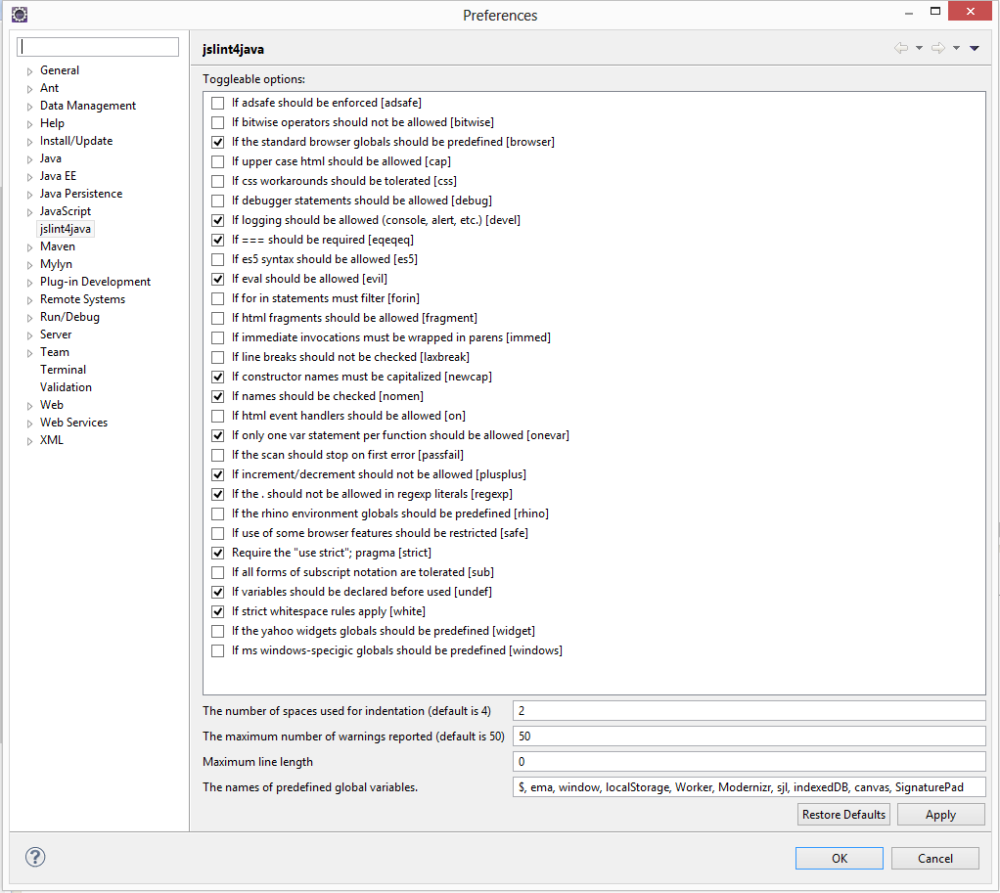 Preferences
General
Ant
Data Management
Help
Install/Update
Java
Java EE
Java Persistence
JavaScript
jslint4java
Maven
Mylyn
Plug-in Development
Remote Systems
Run/Debug
Server
Team
Terminal
Validation
Web
Web Services
XML
jslint4java
Toggleable options:
If adsafe should be enforced [adsafe]
If bitwise operators should not be allowed [bitwise]
If the standard browser globals should be predefined [browser]
If upper case html should be allowed [cap]
If css workarounds should be tolerated [css]
If debugger statements should be allowed [debug]
If logging should be allowed (console, alert, etc.) [devel]
If === should be required [eqeqeq]
If es5 syntax should be allowed [es5]
If eval should be allowed [evil]
If for in statements must filter [forin]
If html fragments should be allowed [fragment]
If immediate invocations must be wrapped in parens [immed]
If line breaks should not be checked [laxbreak]
If constructor names must be capitalized [newcap]
If names should be checked [nomen]
If html event handlers should be allowed [on]
If only one var statement per function should be allowed [onevar]
If the scan should stop on first error [passfail]
If increment/decrement should not be allowed [plusplus]
If the . should not be allowed in regexp literals [regexp]
If the rhino environment globals should be predefined [rhino]
If use of some browser features should be restricted [safe]
Require the "use strict"; pragma [strict]
If all forms of subscript notation are tolerated [sub]
If variables should be declared before used [undef]
If strict whitespace rules apply [white]
If the yahoo widgets globals should be predefined [widget]
If ms windows-specigic globals should be predefined [windows]
The number of spaces used for indentation (default is 4) 2
The maximum number of warnings reported (default is 50) 50
Maximum line length 0
The names of predefined global variables. $, ema, window, localStorage, Worker, Modernizr, sjl, indexedDB, canvas, SignaturePad
Restore Defaults Apply
? OK Cancel